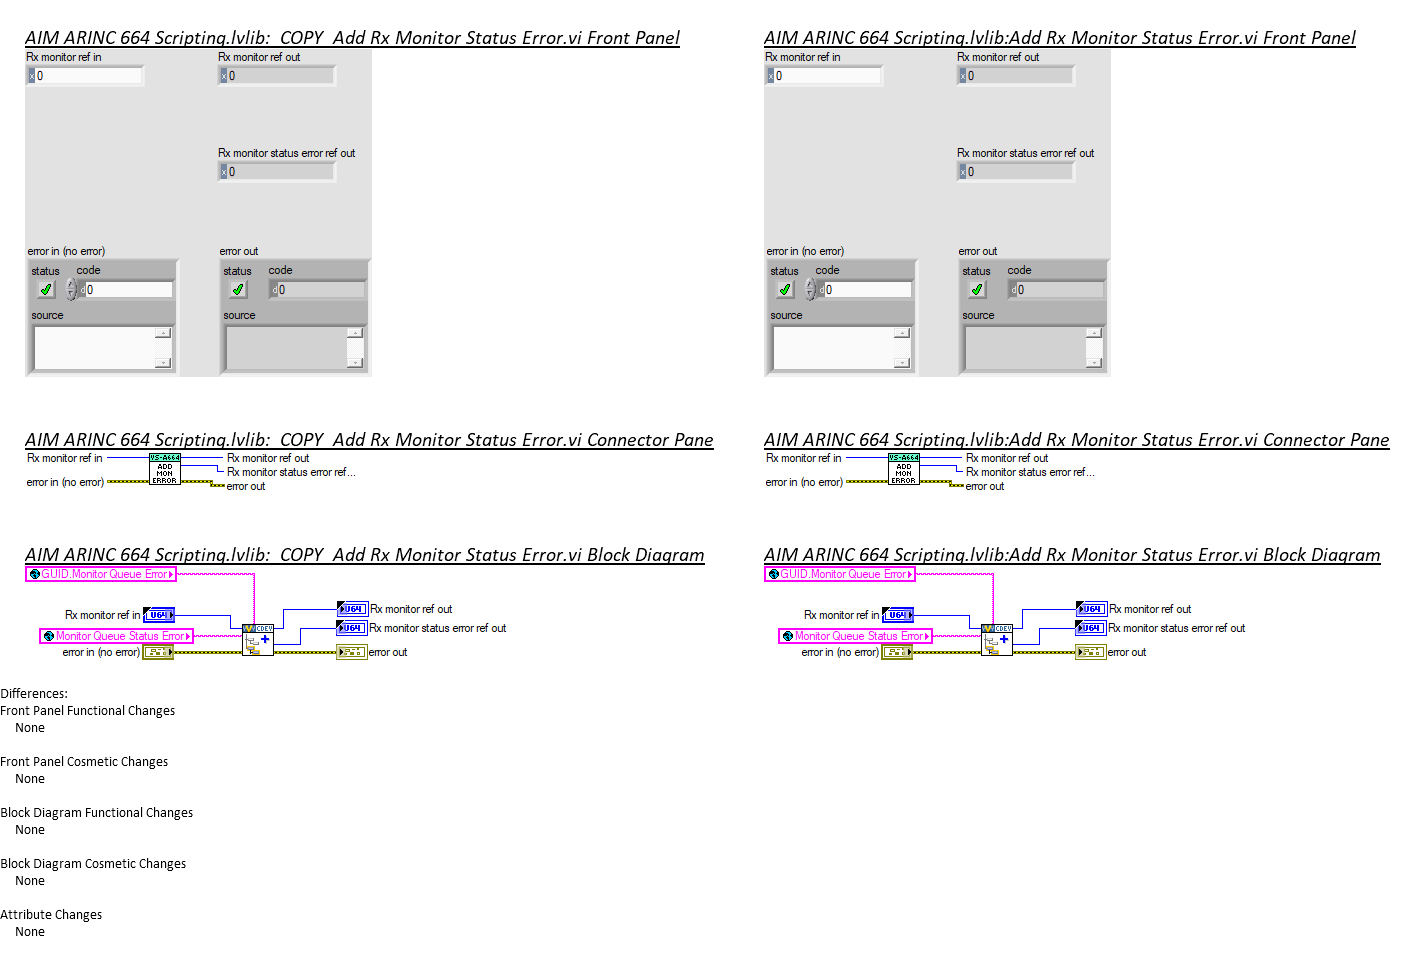 AIM ARINC 664 Scripting.lvlib:  COPY  Add Rx Monitor Status Error.vi Front Panel
Rx monitor ref in
Rx monitor ref out
x 0
x 0
Rx monitor status error ref out
x 0
error in (no error)
error out
status
code
status
code
d 0
d 0
source
source
AIM ARINC 664 Scripting.lvlib:Add Rx Monitor Status Error.vi Front Panel
Rx monitor ref in
Rx monitor ref out
x 0
x 0
Rx monitor status error ref out
x 0
error in (no error)
error out
status
code
status
code
d 0
d 0
source
source
AIM ARINC 664 Scripting.lvlib:  COPY  Add Rx Monitor Status Error.vi Connector Pane
Rx monitor ref in
VS-A664
ADD
MON
ERROR
Rx monitor ref out
Rx monitor status error ref...
error in (no error)
error out
AIM ARINC 664 Scripting.lvlib:Add Rx Monitor Status Error.vi Connector Pane
Rx monitor ref in
VS-A664
ADD
MON
ERROR
Rx monitor ref out
Rx monitor status error ref...
error in (no error)
error out
AIM ARINC 664 Scripting.lvlib:  COPY  Add Rx Monitor Status Error.vi Block Diagram
GUID.Monitor Queue Error
Rx monitor ref in
U64
U64
Rx monitor ref out
Monitor Queue Status Error
CDEV
U64
Rx monitor status error ref out
error in (no error)
error out
AIM ARINC 664 Scripting.lvlib:Add Rx Monitor Status Error.vi Block Diagram
GUID.Monitor Queue Error
Rx monitor ref in
U64
U64
Rx monitor ref out
Monitor Queue Status Error
CDEV
U64
Rx monitor status error ref out
error in (no error)
error out
Differences:
Front Panel Functional Changes
None
Front Panel Cosmetic Changes
None
Block Diagram Functional Changes
None
Block Diagram Cosmetic Changes
None
Attribute Changes
None